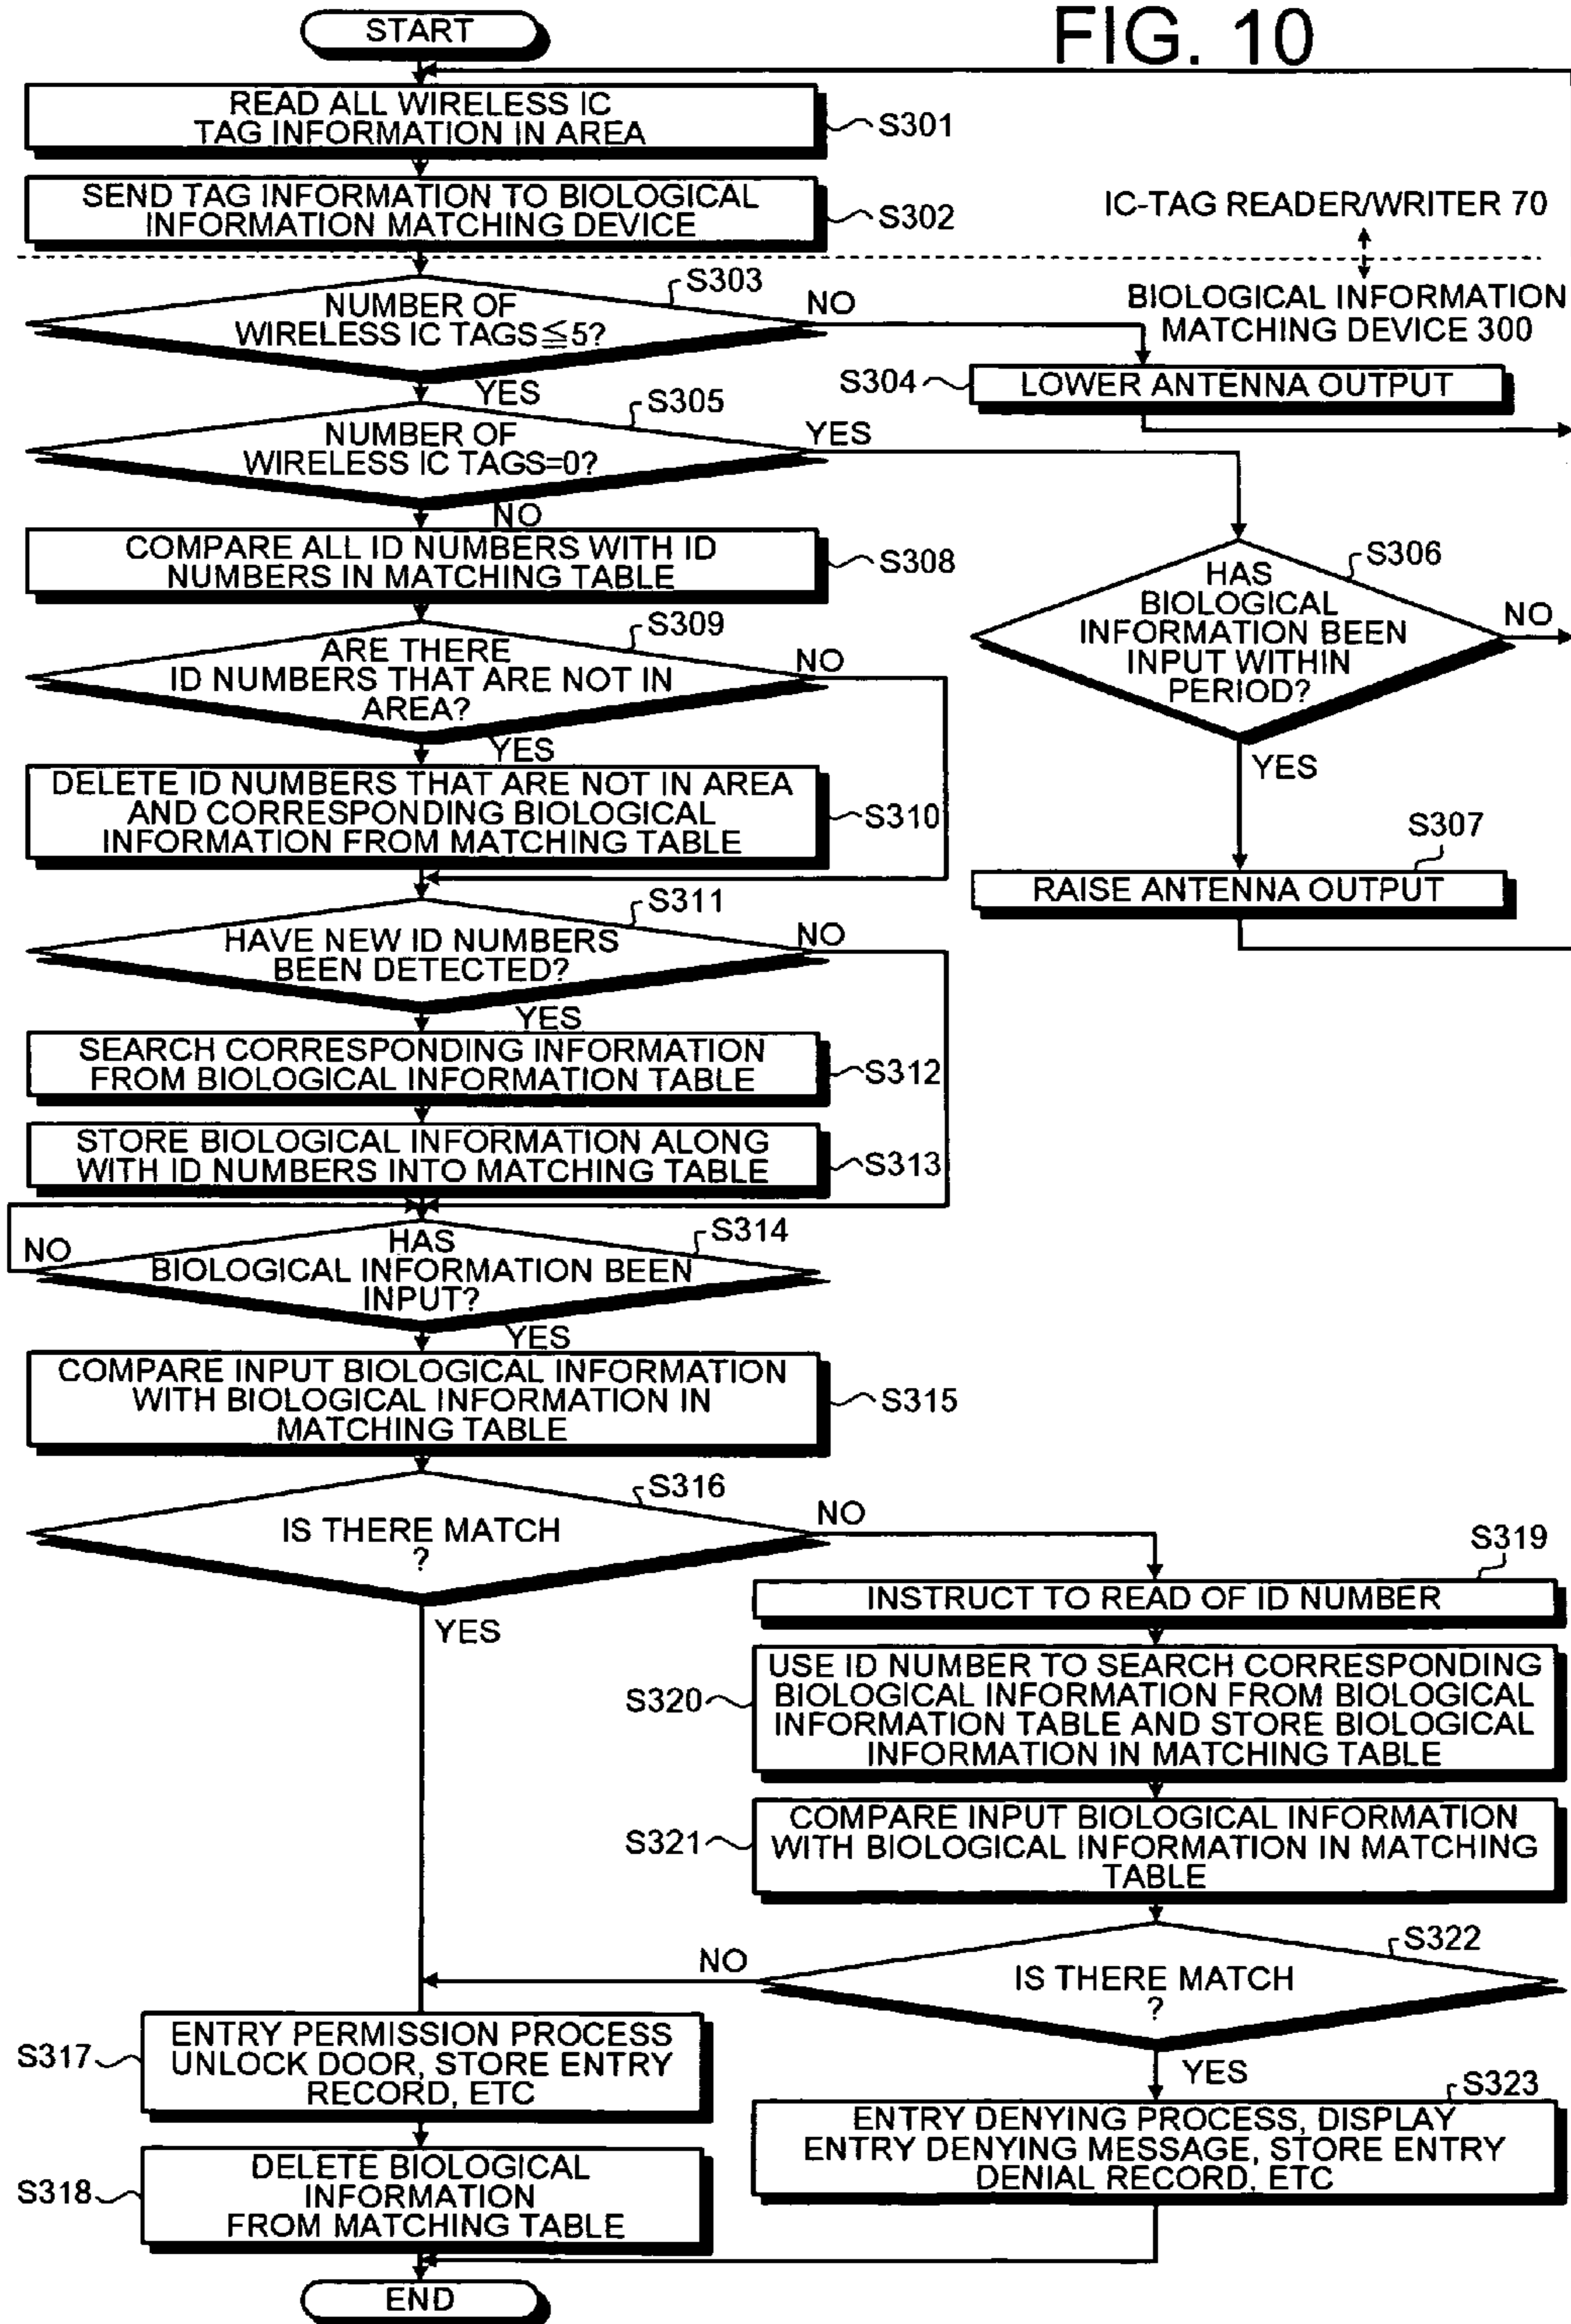 FIG. 10
START
READ ALL WIRELESS IC
TAG INFORMATION IN AREA
S301
SEND TAG INFORMATION TO BIOLOGICAL
INFORMATION MATCHING DEVICE
S302
IC-TAG READER/WRITER 70
BIOLOGICAL INFORMATION
MATCHING DEVICE 300
S303
NUMBER OF
WIRELESS IC TAGS≦5?
NO
YES
S304
LOWER ANTENNA OUTPUT
S305
NUMBER OF
WIRELESS IC TAGS=0?
YES
NO
S306
HAS
BIOLOGICAL
INFORMATION BEEN
INPUT WITHIN
PERIOD?
NO
YES
S307
RAISE ANTENNA OUTPUT
COMPARE ALL ID NUMBERS WITH ID
NUMBERS IN MATCHING TABLE
S308
S309
ARE THERE
ID NUMBERS THAT ARE NOT IN
AREA?
NO
YES
DELETE ID NUMBERS THAT ARE NOT IN AREA
AND CORRESPONDING BIOLOGICAL
INFORMATION FROM MATCHING TABLE
S310
S311
HAVE NEW ID NUMBERS
BEEN DETECTED?
NO
YES
SEARCH CORRESPONDING INFORMATION
FROM BIOLOGICAL INFORMATION TABLE
S312
STORE BIOLOGICAL INFORMATION ALONG
WITH ID NUMBERS INTO MATCHING TABLE
S313
S314
HAS
BIOLOGICAL INFORMATION BEEN
INPUT?
NO
YES
COMPARE INPUT BIOLOGICAL INFORMATION
WITH BIOLOGICAL INFORMATION IN
MATCHING TABLE
S315
S316
IS THERE MATCH
?
NO
YES
S319
INSTRUCT TO READ OF ID NUMBER
S320
USE ID NUMBER TO SEARCH CORRESPONDING
BIOLOGICAL INFORMATION FROM BIOLOGICAL
INFORMATION TABLE AND STORE BIOLOGICAL
INFORMATION IN MATCHING TABLE
S321
COMPARE INPUT BIOLOGICAL INFORMATION
WITH BIOLOGICAL INFORMATION IN MATCHING
TABLE
S322
IS THERE MATCH
?
NO
YES
S317
ENTRY PERMISSION PROCESS
UNLOCK DOOR, STORE ENTRY
RECORD, ETC
S323
ENTRY DENYING PROCESS, DISPLAY
ENTRY DENYING MESSAGE, STORE ENTRY
DENIAL RECORD, ETC
S318
DELETE BIOLOGICAL
INFORMATION
FROM MATCHING TABLE
END